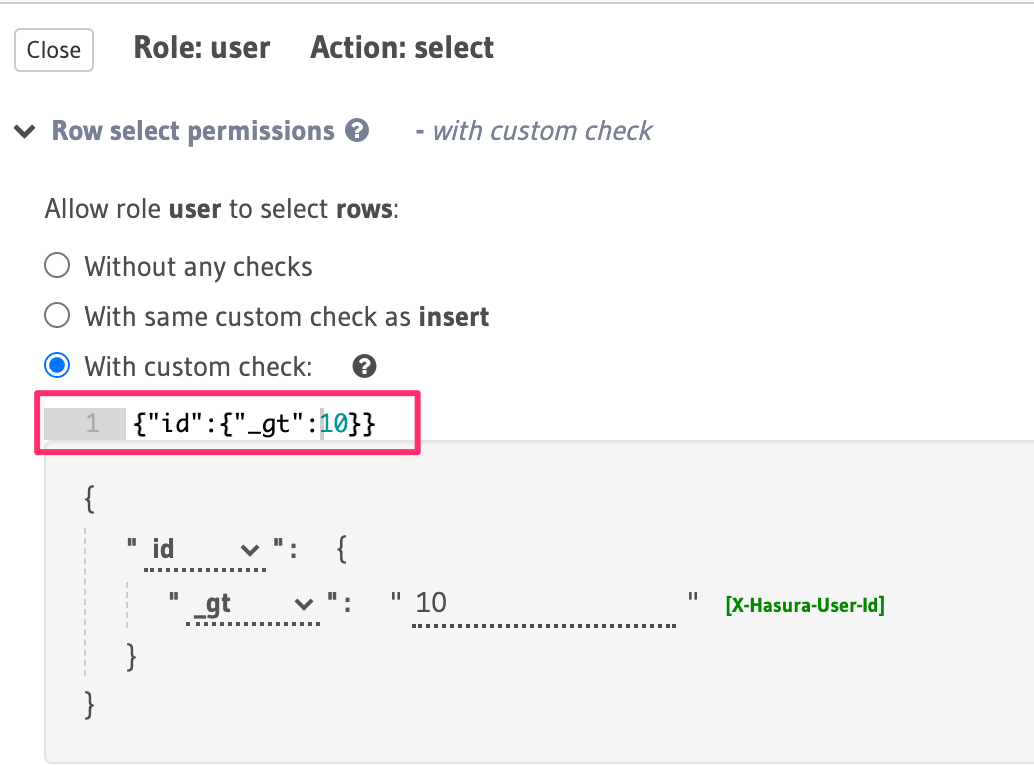 Close Role: user Action: select
Row select permissions ? - with custom check
Allow role user to select rows:
Without any checks
With same custom check as insert
With custom check: ?
1 {"id":{"_gt":10}}
{
" id ": {
" _gt ": " 10 " [X-Hasura-User-Id]
}
}